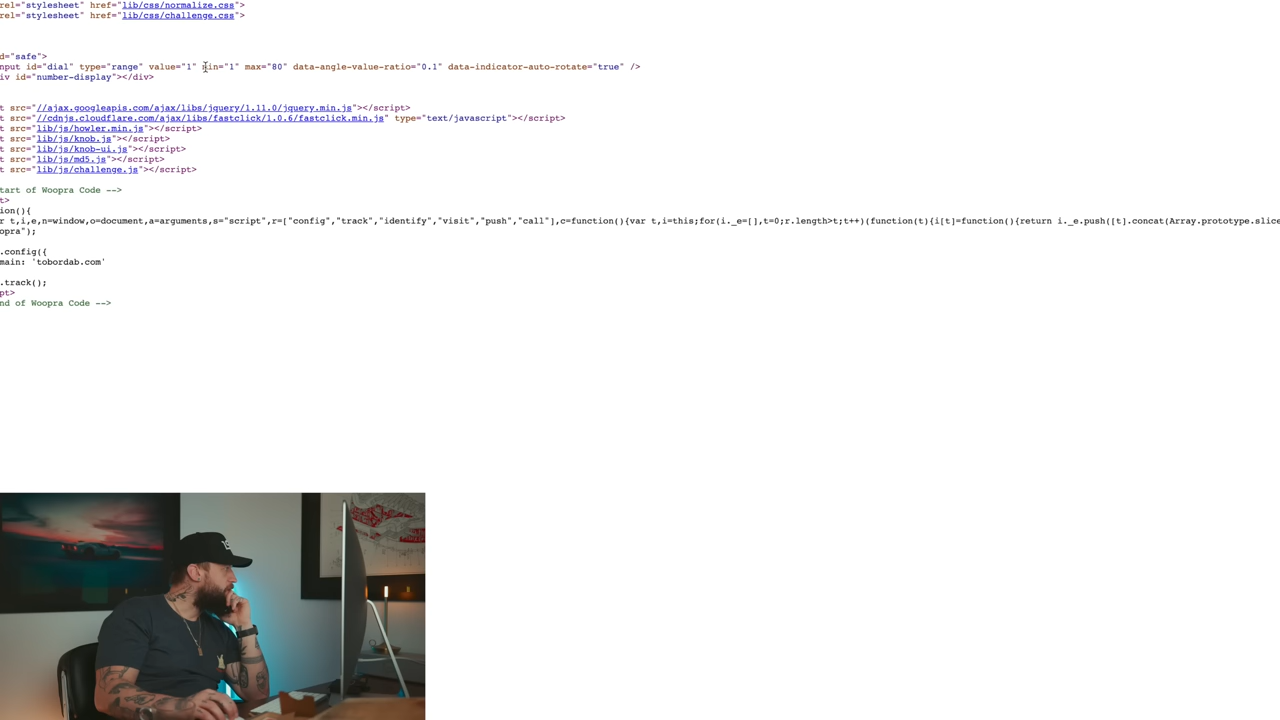 rel="stylesheet" href="lib/css/normalize.css">
rel="stylesheet" href="lib/css/challenge.css">
d="safe">
nput id="dial" type="range" value="1" min="1" max="80" data-angle-value-ratio="0.1" data-indicator-auto-rotate="true" />
iv id="number-display"></div>
t src="//ajax.googleapis.com/ajax/libs/jquery/1.11.0/jquery.min.js"></script>
t src="//cdnjs.cloudflare.com/ajax/libs/fastclick/1.0.6/fastclick.min.js" type="text/javascript"></script>
t src="lib/js/howler.min.js"></script>
t src="lib/js/knob.js"></script>
t src="lib/js/knob-ui.js"></script>
t src="lib/js/md5.js"></script>
t src="lib/js/challenge.js"></script>
tart of Woopra Code -->
t>
ion(){
r t,i,e,n=window,o=document,a=arguments,s="script",r=["config","track","identify","visit","push","call"],c=function(){var t,i=this;for(i._e=[],t=0;r.length>t;t++)(function(t){i[t]=function(){return i._e.push([t].concat(Array.prototype.slice
opra");
.config({
main: 'tobordab.com'
.track();
pt>
nd of Woopra Code -->